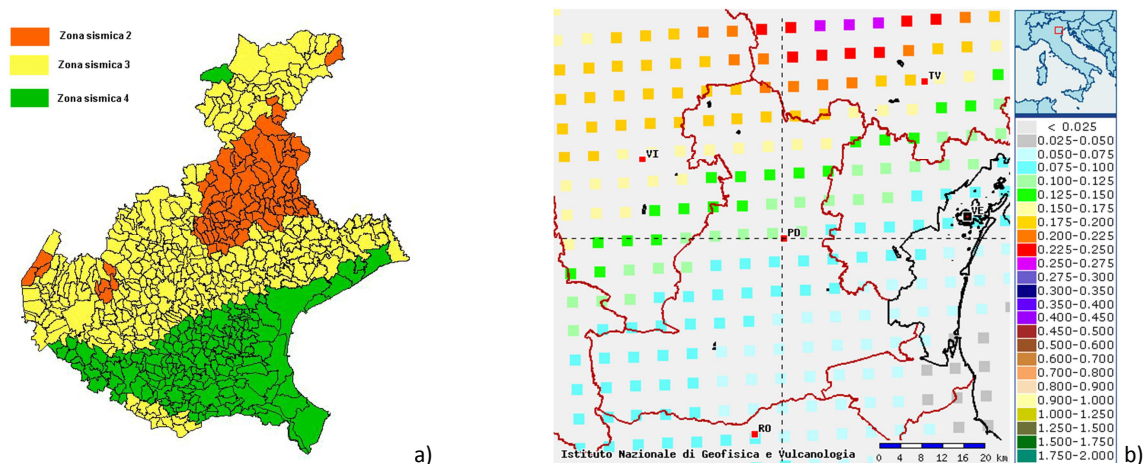 Zona sismica 2
Zona sismica 3
Zona sismica 4
a)
TV
VI
VE
PD
RO
Istituto Nazionale di Geofisica e Vulcanologia
0 4 8 12 16 20 km
< 0.025
0.025-0.050
0.050-0.075
0.075-0.100
0.100-0.125
0.125-0.150
0.150-0.175
0.175-0.200
0.200-0.225
0.225-0.250
0.250-0.275
0.275-0.300
0.300-0.350
0.350-0.400
0.400-0.450
0.450-0.500
0.500-0.600
0.600-0.700
0.700-0.800
0.800-0.900
0.900-1.000
1.000-1.250
1.250-1.500
1.500-1.750
1.750-2.000
b)